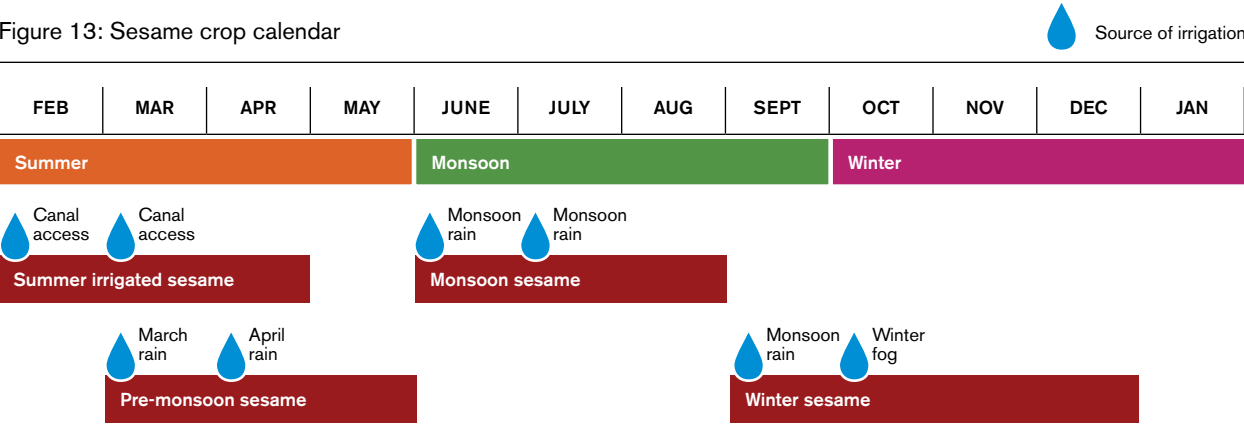 Figure 13: Sesame crop calendar
Source of irrigation
FEB MAR APR MAY JUNE JULY AUG SEPT OCT NOV DEC JAN
Summer Monsoon Winter
Canal access
Canal access
Monsoon rain
Monsoon rain
Summer irrigated sesame
Monsoon sesame
March rain
April rain
Monsoon rain
Winter fog
Pre-monsoon sesame
Winter sesame